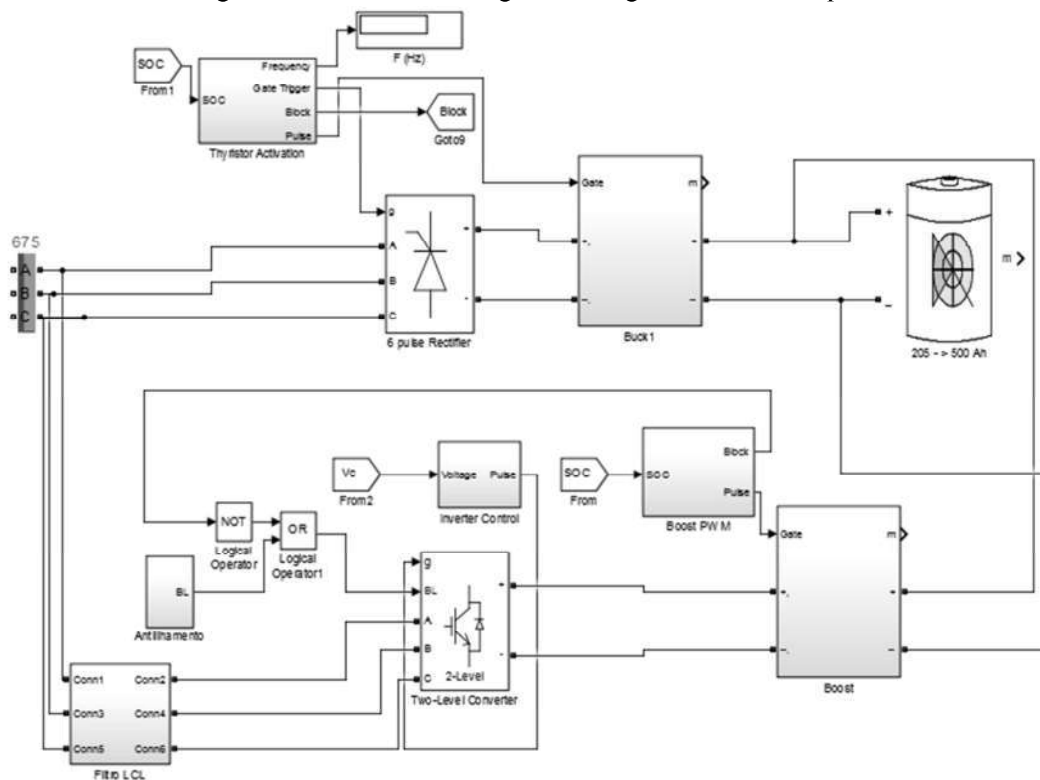 F (Hz)
SOC
From1
SOC
Frequency
Gate Trigger
Block
Pulse
Thyristor Activation
Block
Goto9
675
A
B
C
g
A
B
C
+
-
6 pulse Rectifier
Gate
m
Buck1
+
-
m
205 - > 500 Ah
Vc
From2
Voltage
Pulse
Inverter Control
SOC
From
SOC
Block
Pulse
Boost PWM
NOT
Logical
Operator
OR
Logical
Operator1
BL
Antiilhamento
g
BL
A
B
C
+
-
2-Level
Two-Level Converter
Gate
m
Boost
Conn1
Conn2
Conn3
Conn4
Conn5
Conn6
Filtro LCL